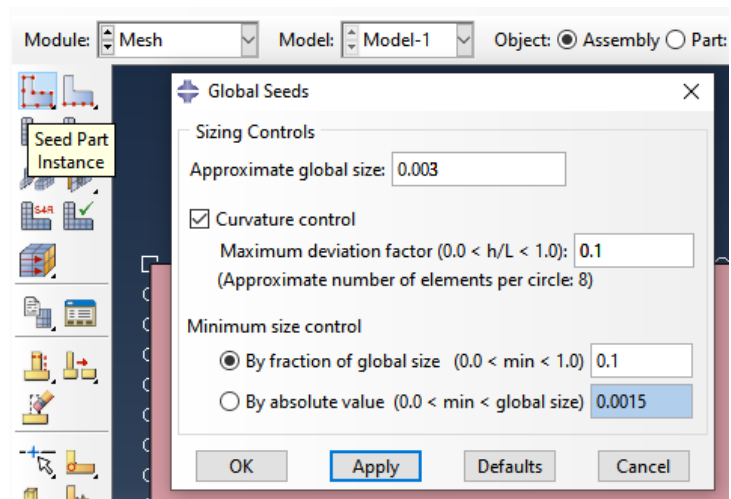 Module: Mesh Model: Model-1 Object: Assembly Part:
Global Seeds
Seed Part
Instance
Sizing Controls
Approximate global size: 0.003
S4R
Curvature control
Maximum deviation factor (0.0 < h/L < 1.0): 0.1
(Approximate number of elements per circle: 8)
Minimum size control
By fraction of global size (0.0 < min < 1.0) 0.1
By absolute value (0.0 < min < global size) 0.0015
OK Apply Defaults Cancel